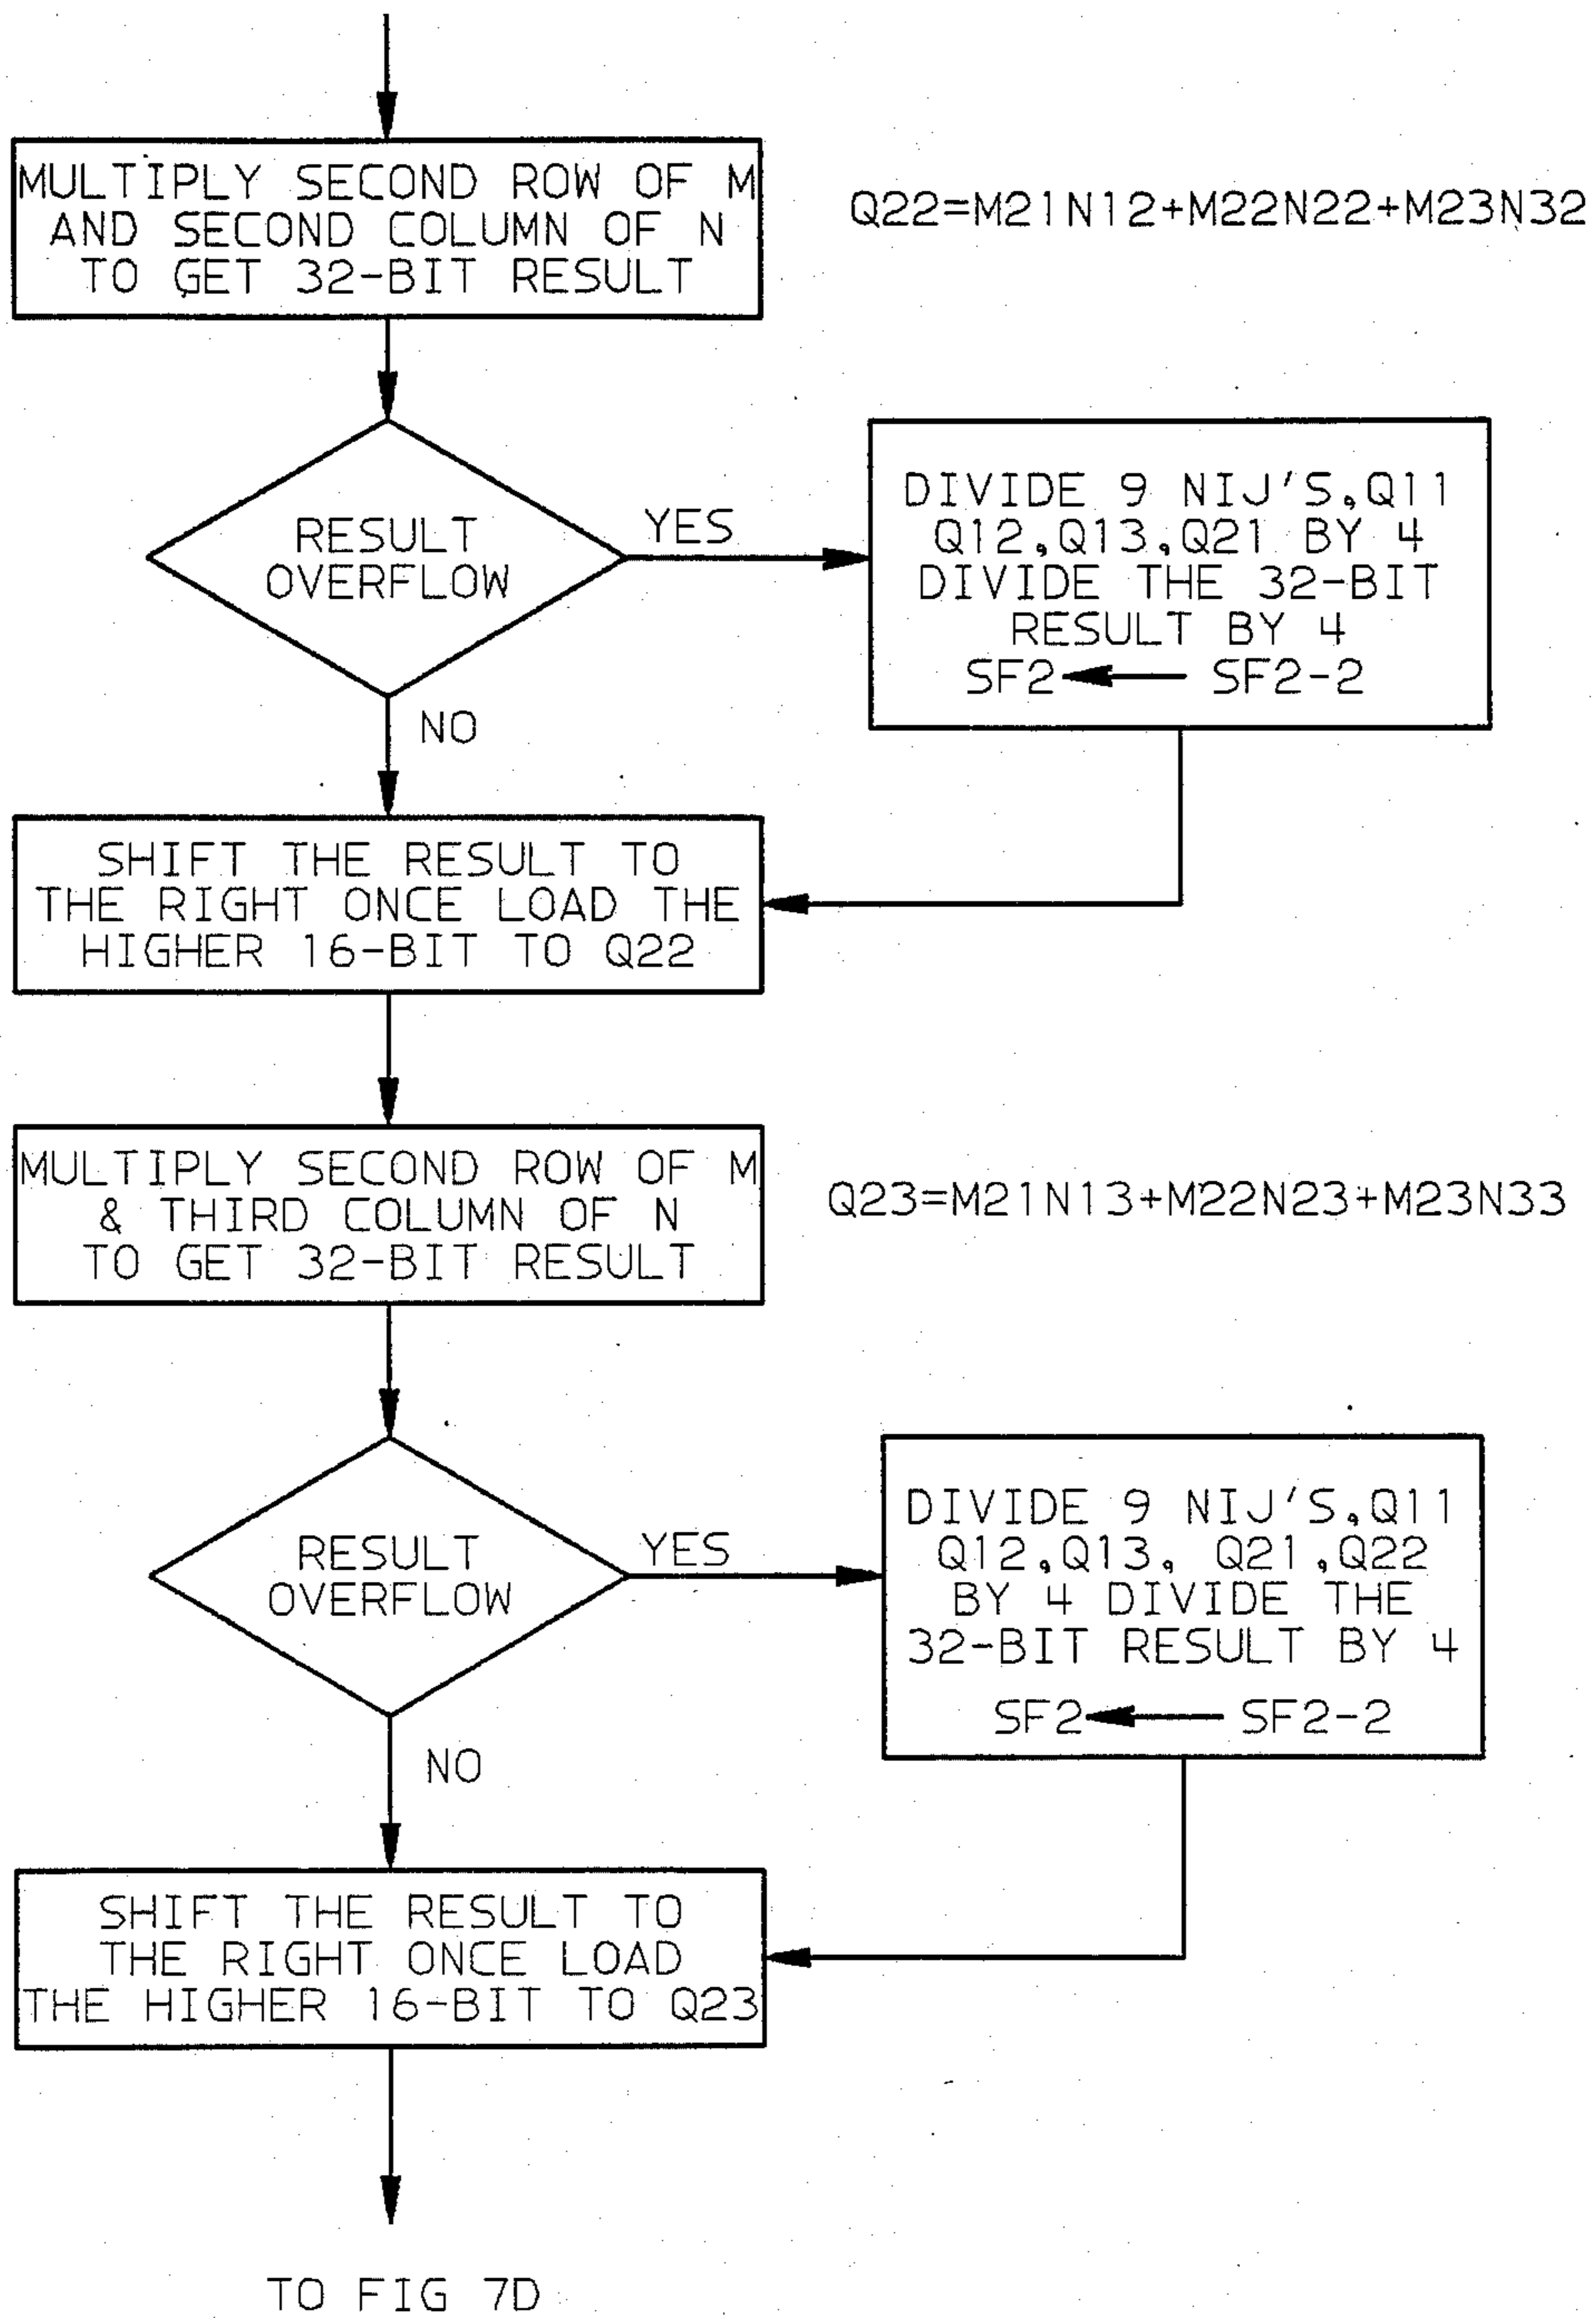 MULTIPLY SECOND ROW OF M
AND SECOND COLUMN OF N
TO GET 32-BIT RESULT
Q22=M21N12+M22N22+M23N32
RESULT
OVERFLOW
YES
DIVIDE 9 NIJ'S,Q11
Q12,Q13,Q21 BY 4
DIVIDE THE 32-BIT
RESULT BY 4
SF2 ← SF2-2
NO
SHIFT THE RESULT TO
THE RIGHT ONCE LOAD THE
HIGHER 16-BIT TO Q22
MULTIPLY SECOND ROW OF M
& THIRD COLUMN OF N
TO GET 32-BIT RESULT
Q23=M21N13+M22N23+M23N33
RESULT
OVERFLOW
YES
DIVIDE 9 NIJ'S,Q11
Q12,Q13, Q21,Q22
BY 4 DIVIDE THE
32-BIT RESULT BY 4
SF2 ← SF2-2
NO
SHIFT THE RESULT TO
THE RIGHT ONCE LOAD
THE HIGHER 16-BIT TO Q23
TO FIG 7D